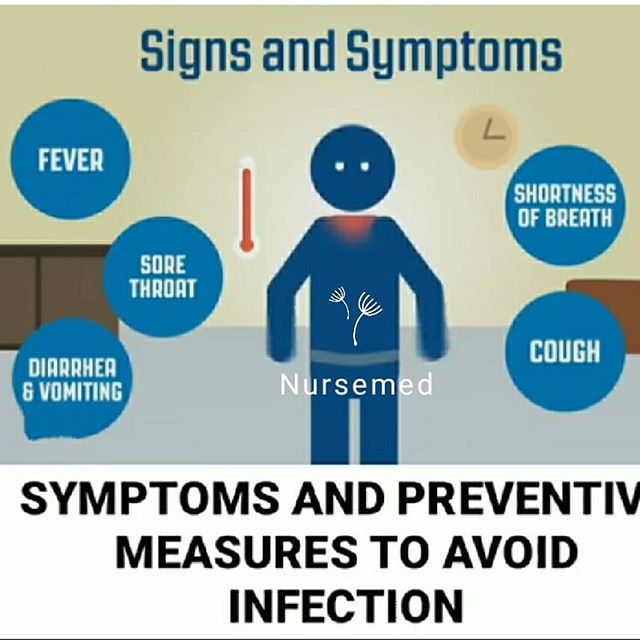 Signs and Symptoms
FEVER
SHORTNESS
OF BREATH
SORE
THROAT
DIARRHEA
& VOMITING
COUGH
Nursemed
SYMPTOMS AND PREVENTIV
MEASURES TO AVOID
INFECTION